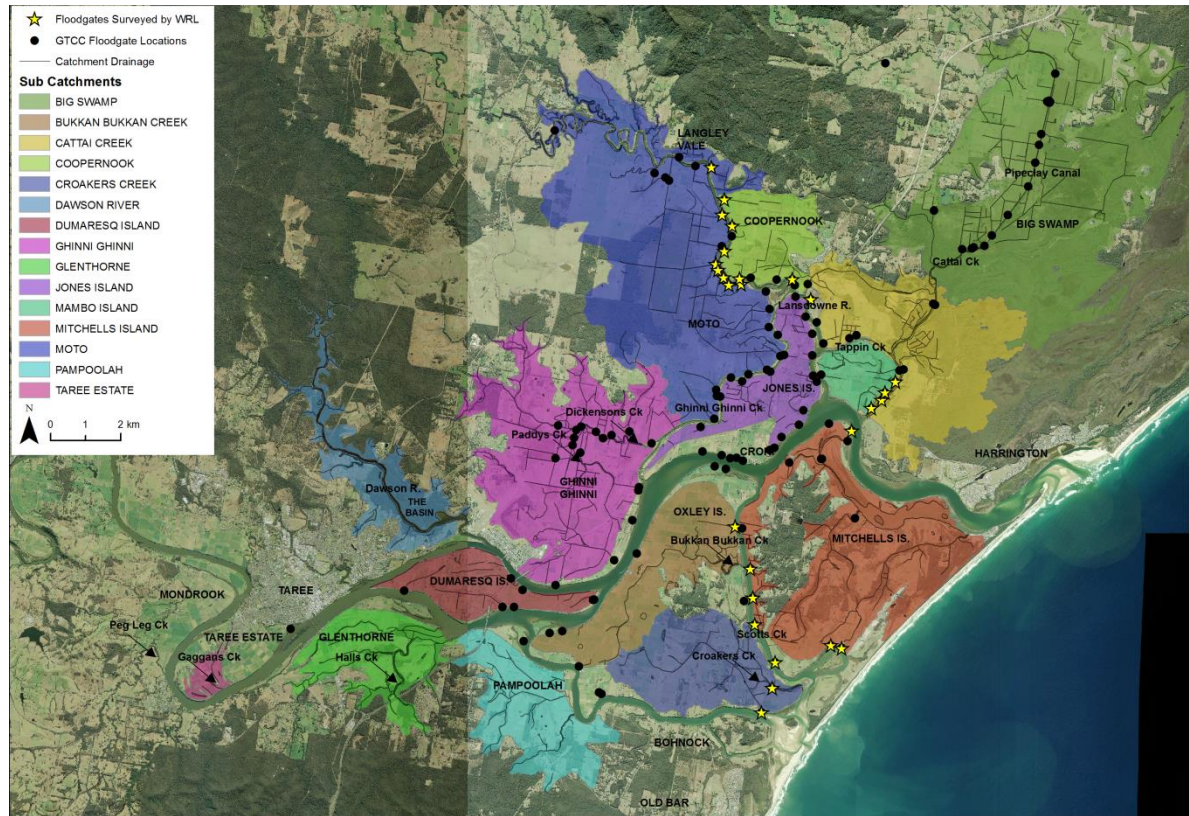 Floodgates Surveyed by WRL
GTCC Floodgate Locations
Catchment Drainage
Sub Catchments
BIG SWAMP
BUKKAN BUKKAN CREEK
CATTAI CREEK
COOPERNOOK
CROAKERS CREEK
DAWSON RIVER
DUMARESQ ISLAND
GHINNI GHINNI
GLENTHORNE
JONES ISLAND
MAMBO ISLAND
MITCHELLS ISLAND
MOTO
PAMPOOLAH
TAREE ESTATE
N
0 1 2 km
LANGLEY
VALE
Pipeclay Canal
COOPERNOOK
BIG SWAMP
Cattai Ck
Lansdowne R.
MOTO
Tappin Ck
JONES IS.
Ghinni Ghinni Ck
Dickensons Ck
Paddys Ck
CROK
HARRINGTON
GHINNI
GHINNI
Dawson R.
THE
BASIN
OXLEY IS.
Bukkan Bukkan Ck
MITCHELLS IS.
DUMARESQ IS.
MONDROOK
TAREE
Peg Leg Ck
TAREE ESTATE
GLENTHORNE
Scotts Ck
Gaggans Ck
Halls Ck
Croakers Ck
PAMPOOLAH
BOHNOCK
OLD BAR